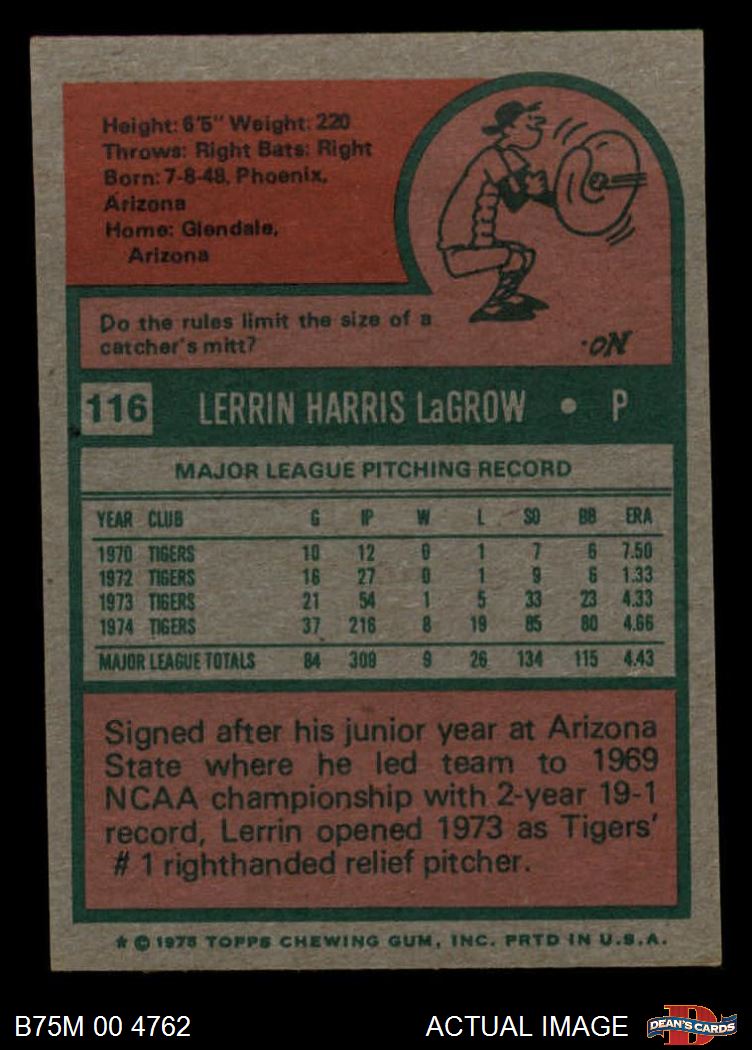 Height: 6'5" Weight: 220
Throws: Right Bats: Right
Born: 7-8-48, Phoenix,
Arizona
Home: Glendale,
Arizona
Do the rules limit the size of a
catcher's mitt?
No.
116 LERRIN HARRIS LaGROW • P
MAJOR LEAGUE PITCHING RECORD
YEAR CLUB G IP W L SO BB ERA
1970 TIGERS 10 12 0 1 7 6 7.50
1972 TIGERS 16 27 0 1 9 6 1.33
1973 TIGERS 21 54 1 5 33 23 4.33
1974 TIGERS 37 216 8 19 85 80 4.66
MAJOR LEAGUE TOTALS 84 309 9 26 134 115 4.43
Signed after his junior year at Arizona
State where he led team to 1969
NCAA championship with 2-year 19-1
record, Lerrin opened 1973 as Tigers'
# 1 righthanded relief pitcher.
* © 1975 TOPPS CHEWING GUM, INC. PRTD IN U.S.A.
B75M 00 4762 ACTUAL IMAGE
D
DEAN'S CARDS